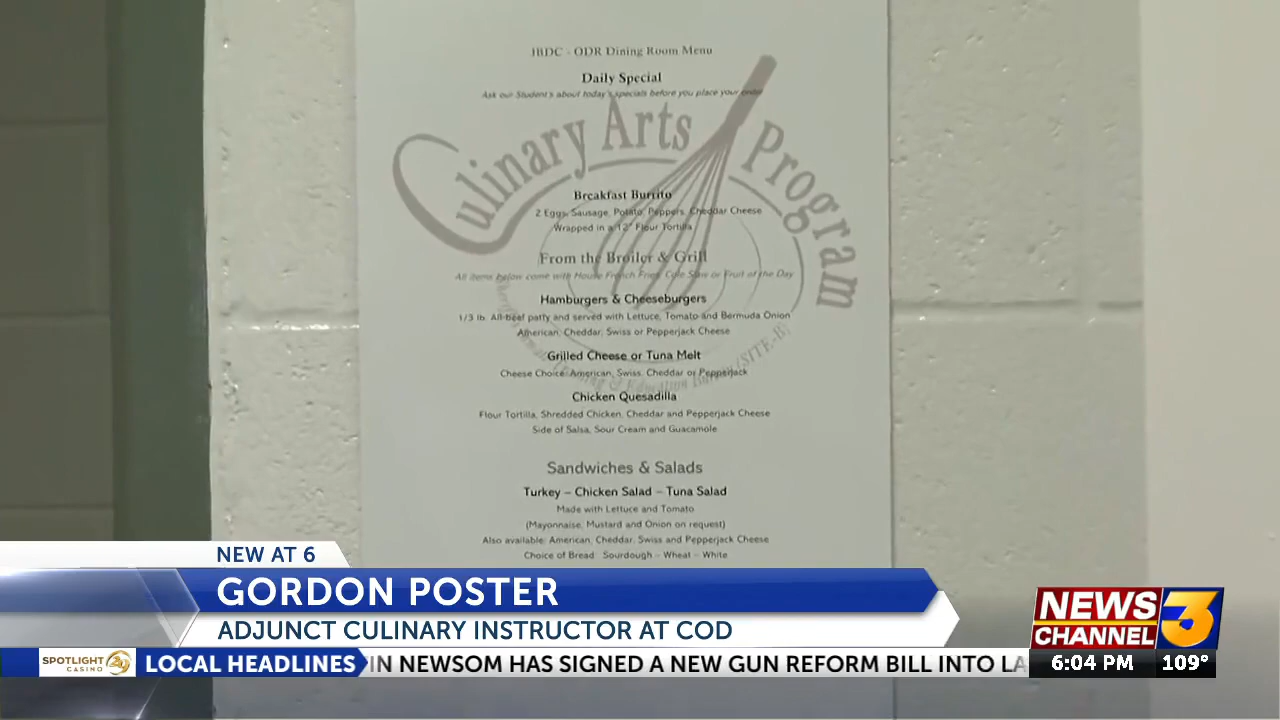 JBDC - ODR Dining Room Menu
Daily Special
Ask our Student's about today's specials before you place your order
Culinary Arts Program
Breakfast Burrito
2 Eggs, Sausage, Potato, Peppers, Cheddar Cheese
Wrapped in a 12" Flour Tortilla
From the Broiler & Grill
All items below come with House French Fries, Cole Slaw or Fruit of the Day
Hamburgers & Cheeseburgers
1/3 lb. All-beef patty and served with Lettuce, Tomato and Bermuda Onion
American, Cheddar, Swiss or Pepperjack Cheese
Grilled Cheese or Tuna Melt
Cheese Choice: American, Swiss, Cheddar or Pepperjack
& Education
(SITE-B)
Chicken Quesadilla
Flour Tortilla, Shredded Chicken, Cheddar and Pepperjack Cheese
Side of Salsa, Sour Cream and Guacamole
Sandwiches & Salads
Turkey – Chicken Salad – Tuna Salad
Made with Lettuce and Tomato
(Mayonnaise, Mustard and Onion on request)
Also available: American, Cheddar, Swiss and Pepperjack Cheese
Choice of Bread: Sourdough – Wheat – White
NEW AT 6
GORDON POSTER
ADJUNCT CULINARY INSTRUCTOR AT COD
NEWS
CHANNEL 3
SPOTLIGHT 29
CASINO
LOCAL HEADLINES
IN NEWSOM HAS SIGNED A NEW GUN REFORM BILL INTO LA
6:04 PM 109°